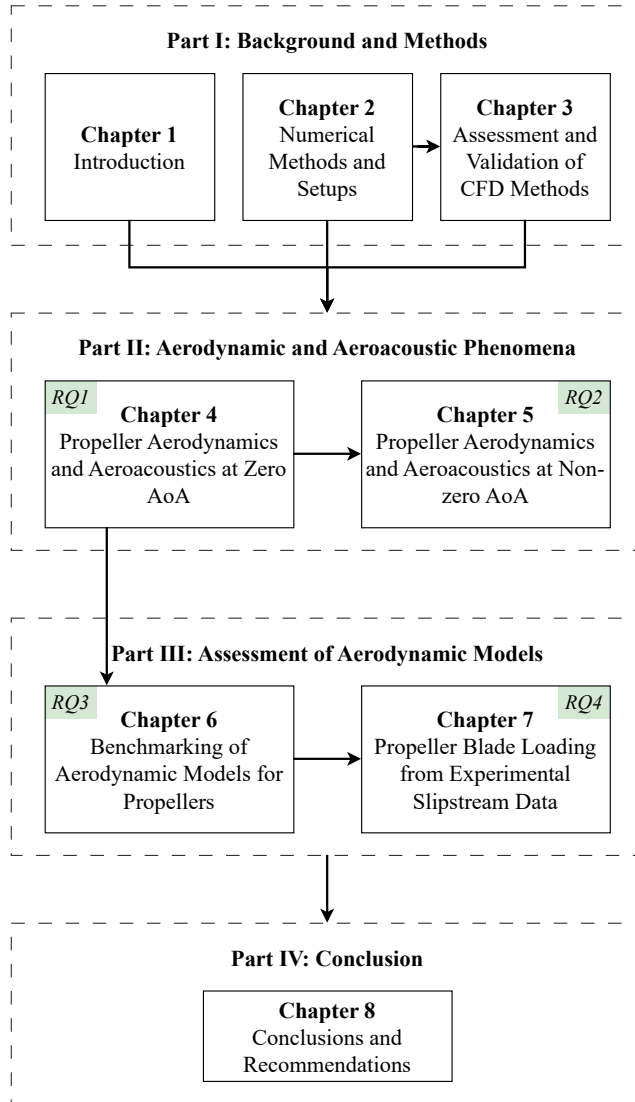 Part I: Background and Methods
Chapter 1
Introduction
Chapter 2
Numerical
Methods and
Setups
Chapter 3
Assessment and
Validation of
CFD Methods
Part II: Aerodynamic and Aeroacoustic Phenomena
RQ1
Chapter 4
Propeller Aerodynamics
and Aeroacoustics at Zero
AoA
RQ2
Chapter 5
Propeller Aerodynamics
and Aeroacoustics at Non-
zero AoA
Part III: Assessment of Aerodynamic Models
RQ3
Chapter 6
Benchmarking of
Aerodynamic Models for
Propellers
RQ4
Chapter 7
Propeller Blade Loading
from Experimental
Slipstream Data
Part IV: Conclusion
Chapter 8
Conclusions and
Recommendations